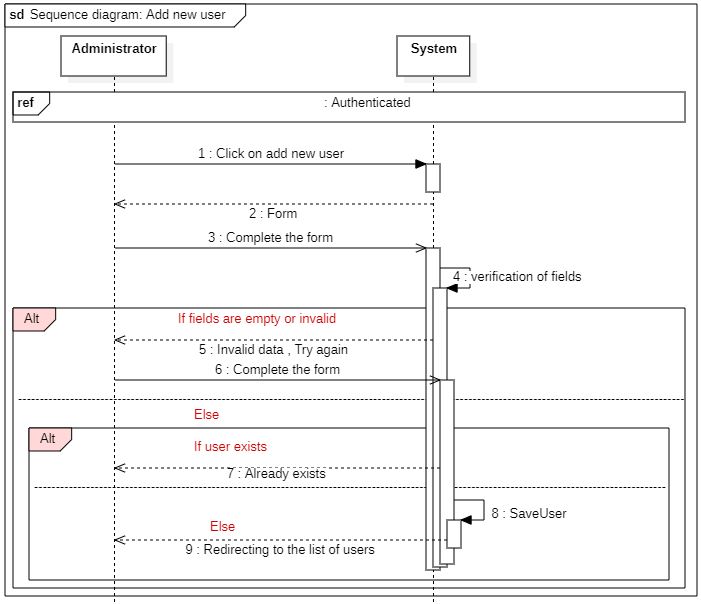 sd Sequence diagram: Add new user
Administrator
System
ref
: Authenticated
1 : Click on add new user
2 : Form
3 : Complete the form
4 : verification of fields
Alt
If fields are empty or invalid
5 : Invalid data , Try again
6 : Complete the form
Else
Alt
If user exists
7 : Already exists
8 : SaveUser
Else
9 : Redirecting to the list of users